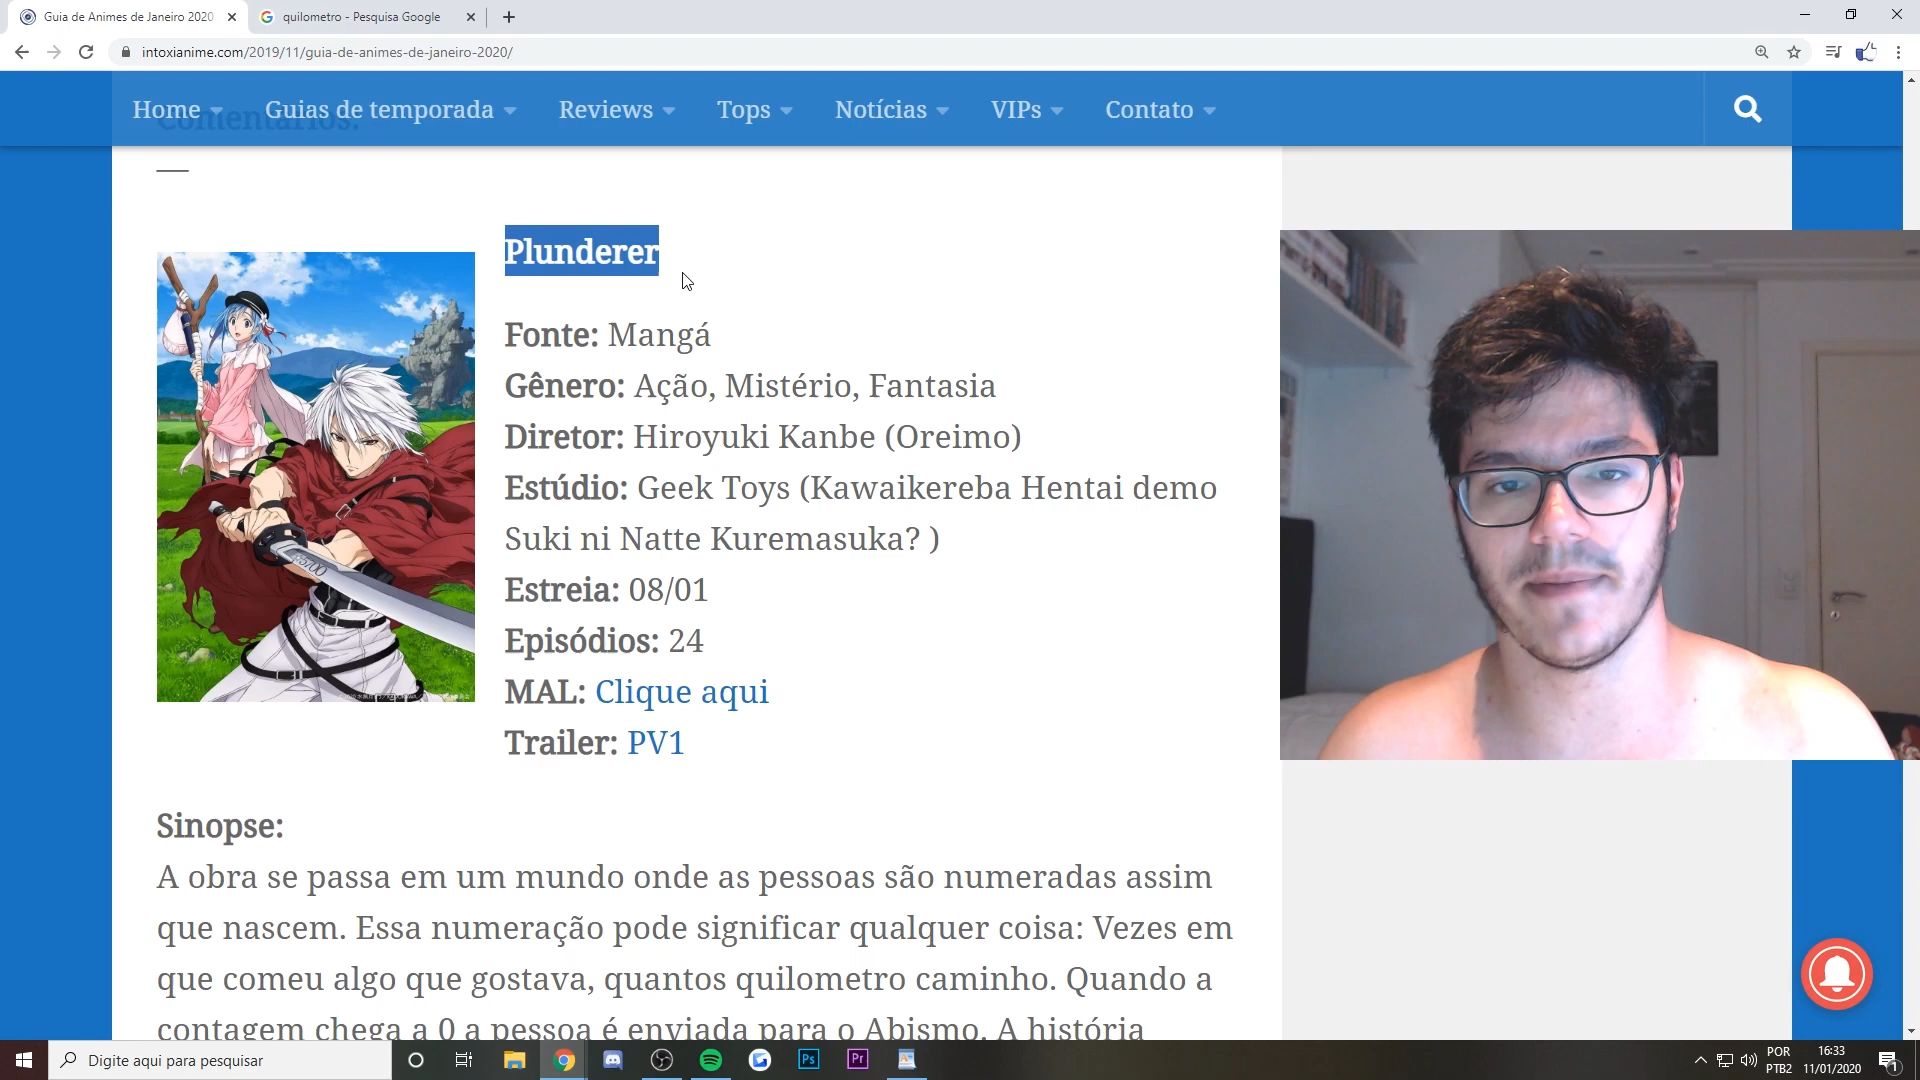 Guia de Animes de Janeiro 2020
quilometro - Pesquisa Google
intoxianime.com/2019/11/guia-de-animes-de-janeiro-2020/
Home
Guias de temporada
Reviews
Tops
Notícias
VIPs
Contato
Comentários:
Plunderer
Fonte: Mangá
Gênero: Ação, Mistério, Fantasia
Diretor: Hiroyuki Kanbe (Oreimo)
Estúdio: Geek Toys (Kawaikereba Hentai demo
Suki ni Natte Kuremasuka? )
Estreia: 08/01
Episódios: 24
MAL: Clique aqui
Trailer: PV1
Sinopse:
A obra se passa em um mundo onde as pessoas são numeradas assim
que nascem. Essa numeração pode significar qualquer coisa: Vezes em
que comeu algo que gostava, quantos quilometro caminho. Quando a
contagem chega a 0 a pessoa é enviada para o Abismo. A história
Digite aqui para pesquisar
Ps
Pr
POR
PTB2
16:33
11/01/2020
1